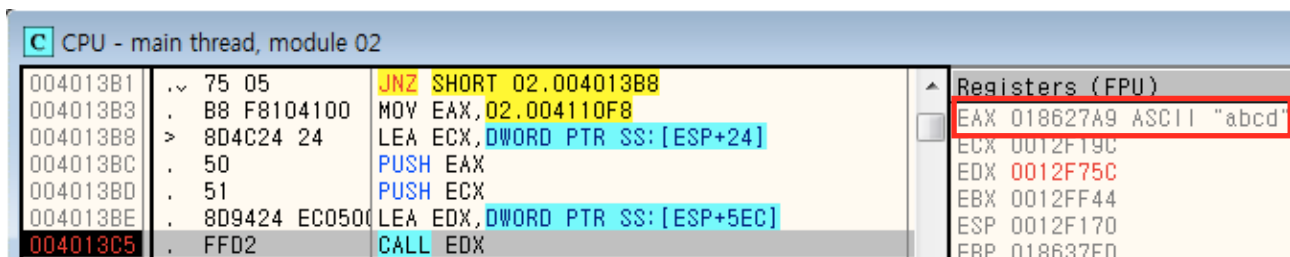 C CPU - main thread, module 02
004013B1 .˅ 75 05 JNZ SHORT 02.004013B8
004013B3 . B8 F8104100 MOV EAX,02.004110F8
004013B8 > 8D4C24 24 LEA ECX,DWORD PTR SS:[ESP+24]
004013BC . 50 PUSH EAX
004013BD . 51 PUSH ECX
004013BE . 8D9424 EC0500 LEA EDX,DWORD PTR SS:[ESP+5EC]
004013C5 . FFD2 CALL EDX
Registers (FPU)
EAX 018627A9 ASCII "abcd"
ECX 0012F19C
EDX 0012F75C
EBX 0012FF44
ESP 0012F170
EBP 018637ED